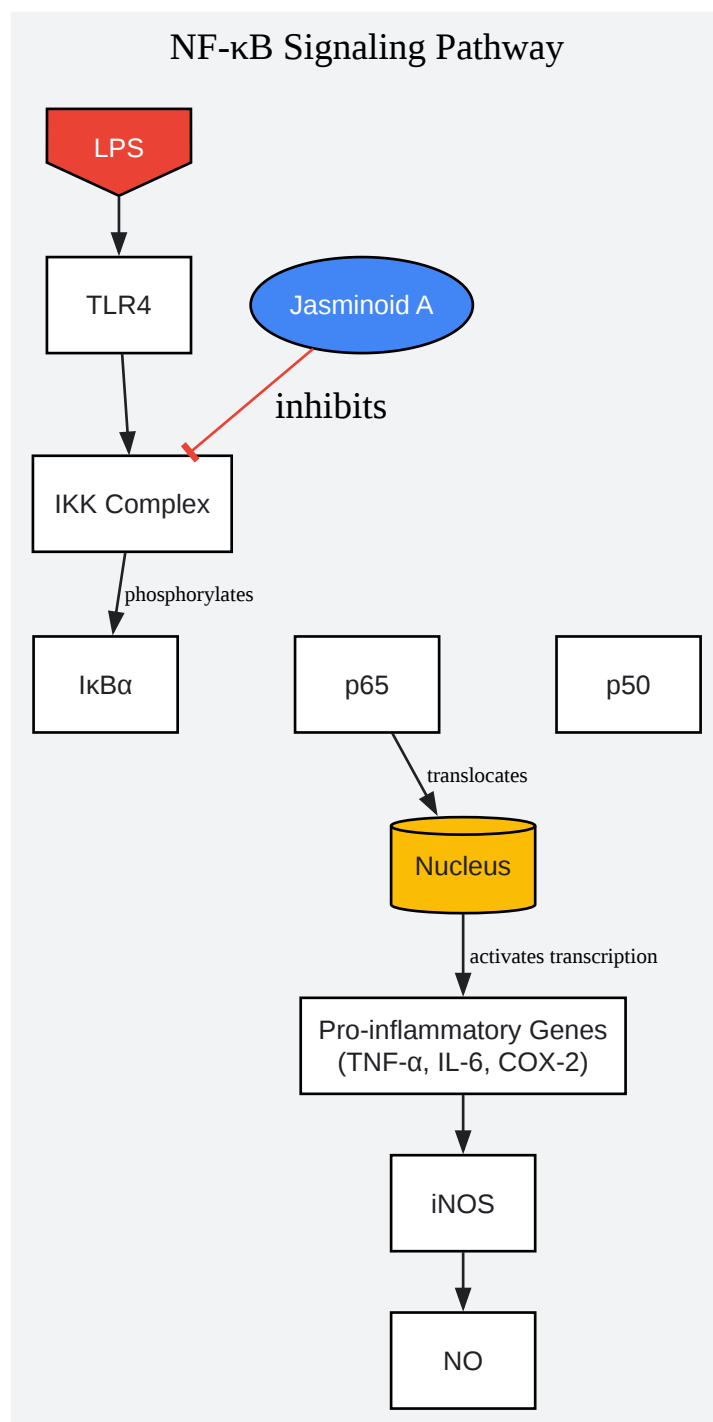 NF-κB Signaling Pathway
LPS
TLR4
Jasminoid A
inhibits
IKK Complex
phosphorylates
IκBα
p65
p50
translocates
Nucleus
activates transcription
Pro-inflammatory Genes
(TNF-α, IL-6, COX-2)
iNOS
NO